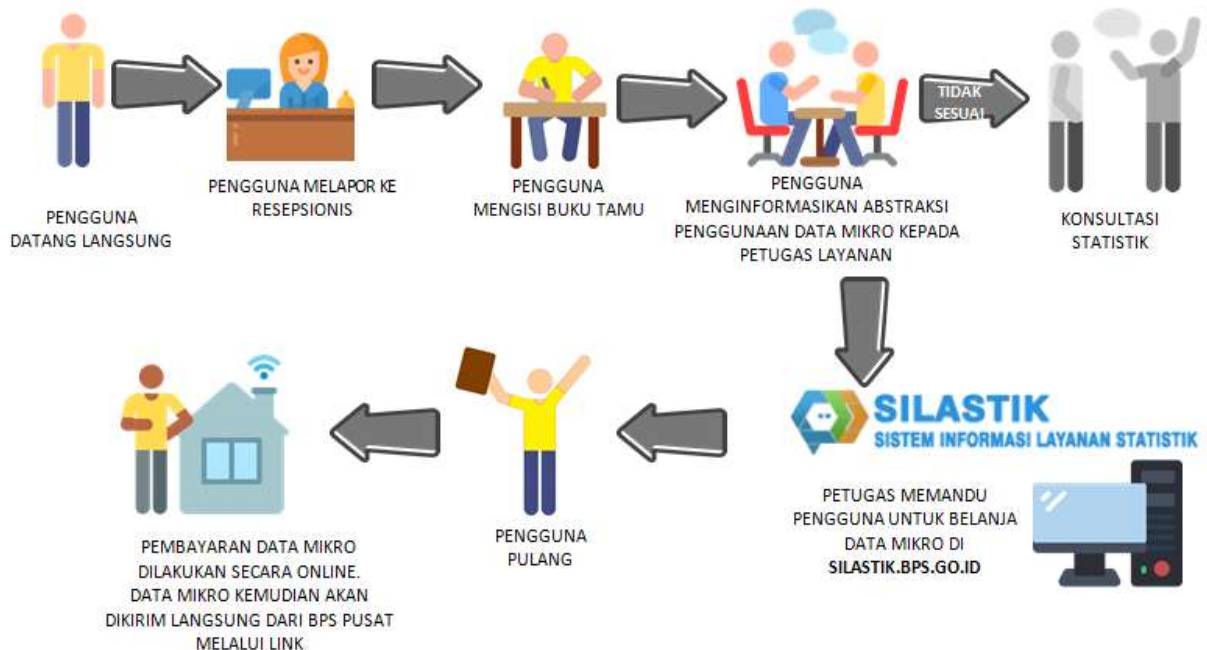 PENGGUNA
DATANG LANGSUNG
PENGGUNA MELAPOR KE
RESEPSIONIS
PENGGUNA
MENGISI BUKU TAMU
PENGGUNA
MENGINFORMASIKAN ABSTRAKSI
PENGGUNAAN DATA MIKRO KEPADA
PETUGAS LAYANAN
TIDAK
SESUAI
KONSULTASI
STATISTIK
SILASTIK
SISTEM INFORMASI LAYANAN STATISTIK
PETUGAS MEMANDU
PENGGUNA UNTUK BELANJA
DATA MIKRO DI
SILASTIK.BPS.GO.ID
PENGGUNA
PULANG
PEMBAYARAN DATA MIKRO
DILAKUKAN SECARA ONLINE.
DATA MIKRO KEMUDIAN AKAN
DIKIRIM LANGSUNG DARI BPS PUSAT
MELALUI LINK